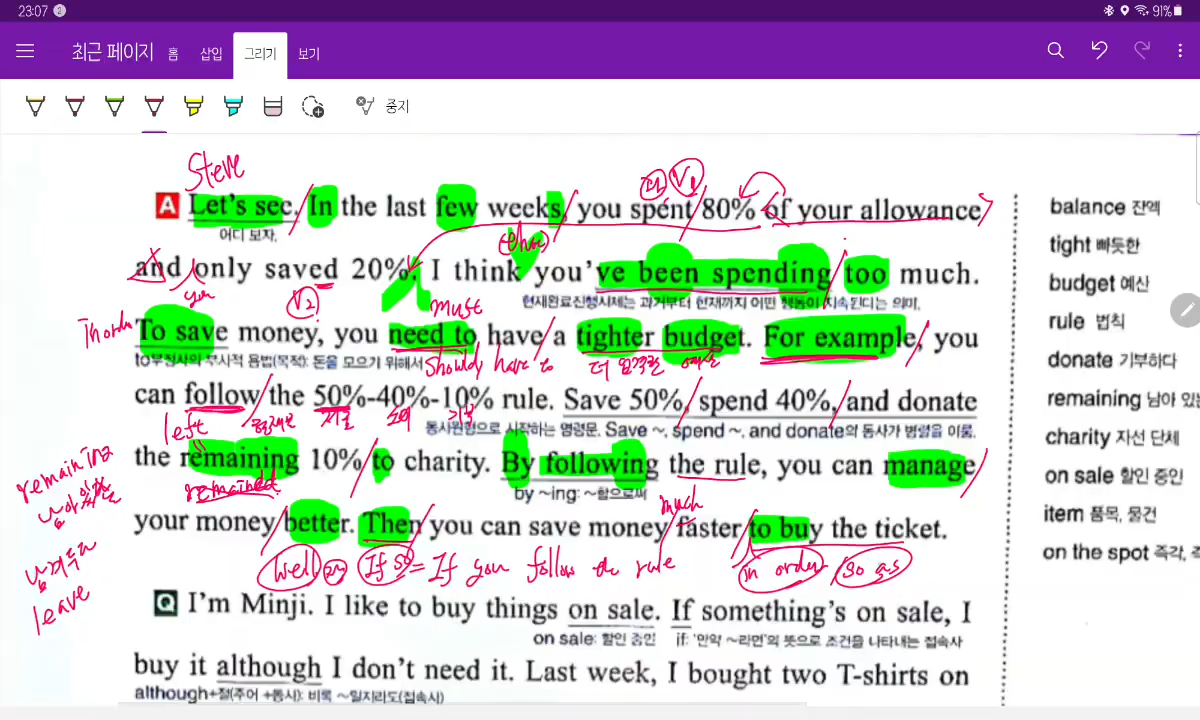 23:07 2 91%
최근 페이지 홈 삽입 그리기 보기
중지
Steve
A Let's see. In the last few weeks, you spent 80% of your allowance balance 잔액
어디 보자.
(that)
and only saved 20%. I think you've been spending too much. tight 빠듯한
you
V2 must
현재완료진행시제는 과거부터 현재까지 어떤 행동이 지속된다는 의미. budget 예산
To save money, you need to have a tighter budget. For example, you rule 법칙
to부정사의 부사적 용법(목적): 돈을 모으기 위해서 should have to 더 엄격한 예산
donate 기부하다
can follow the 50%-40%-10% rule. Save 50%, spend 40%, and donate remaining 남아 있는
left 저축 기부
동사원형으로 시작하는 명령문. Save ~, spend ~, and donate의 동사가 병렬을 이룸. charity 자선 단체
the remaining 10% to charity. By following the rule, you can manage on sale 할인 중인
remaining remained by ~ing: ~함으로써
much
item 품목, 물건
your money better. Then you can save money faster to buy the ticket. on the spot 즉각, 즉
leave
well If so = If you follow the rule in order so as
Q I'm Minji. I like to buy things on sale. If something's on sale, I
on sale: 할인 중인 if: '만약 ~라면'의 뜻으로 조건을 나타내는 접속사
buy it although I don't need it. Last week, I bought two T-shirts on
although+절(주어+동사): 비록 ~일지라도(접속사)